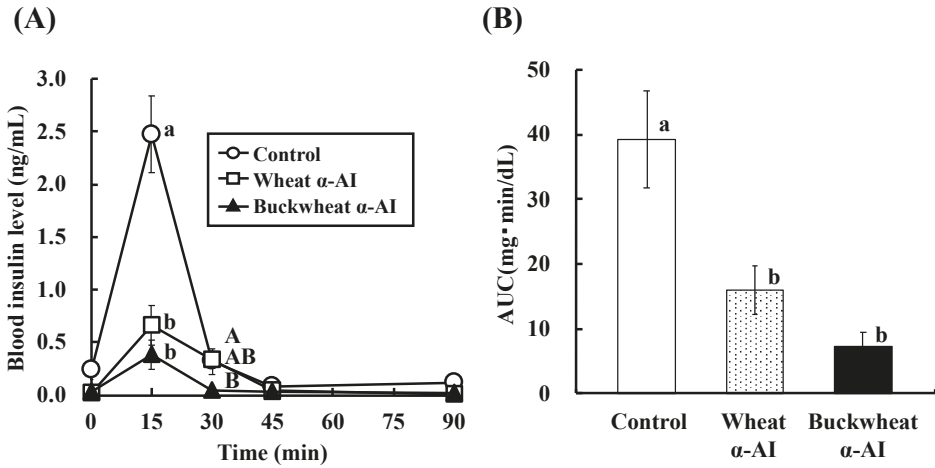 (A)
Blood insulin level (ng/mL)
3.0
2.5
2.0
1.5
1.0
0.5
0.0
a
b
b
A
AB
B
Control
Wheat α-AI
Buckwheat α-AI
0 15 30 45 60 75 90
Time (min)
(B)
AUC(mg・min/dL)
50
40
30
20
10
0
a
b
b
Control
Wheat
α-AI
Buckwheat
α-AI